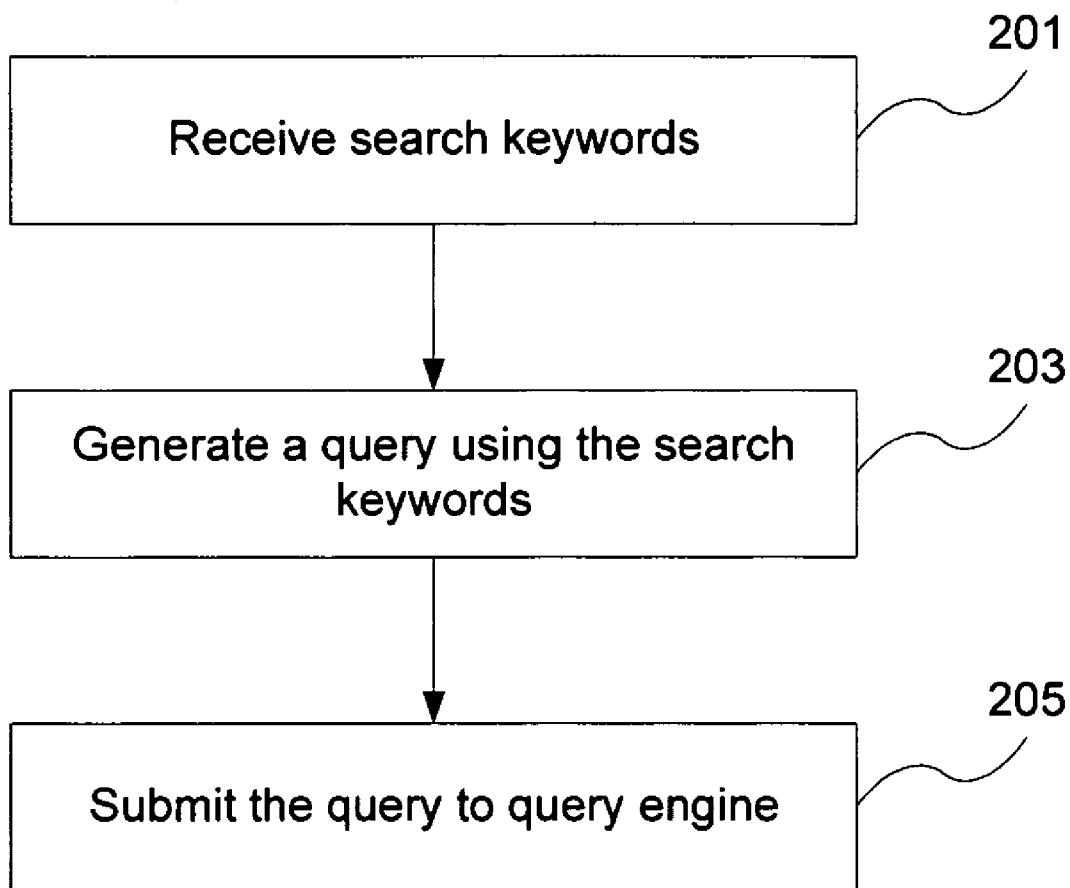 201
Receive search keywords
203
Generate a query using the search
keywords
205
Submit the query to query engine